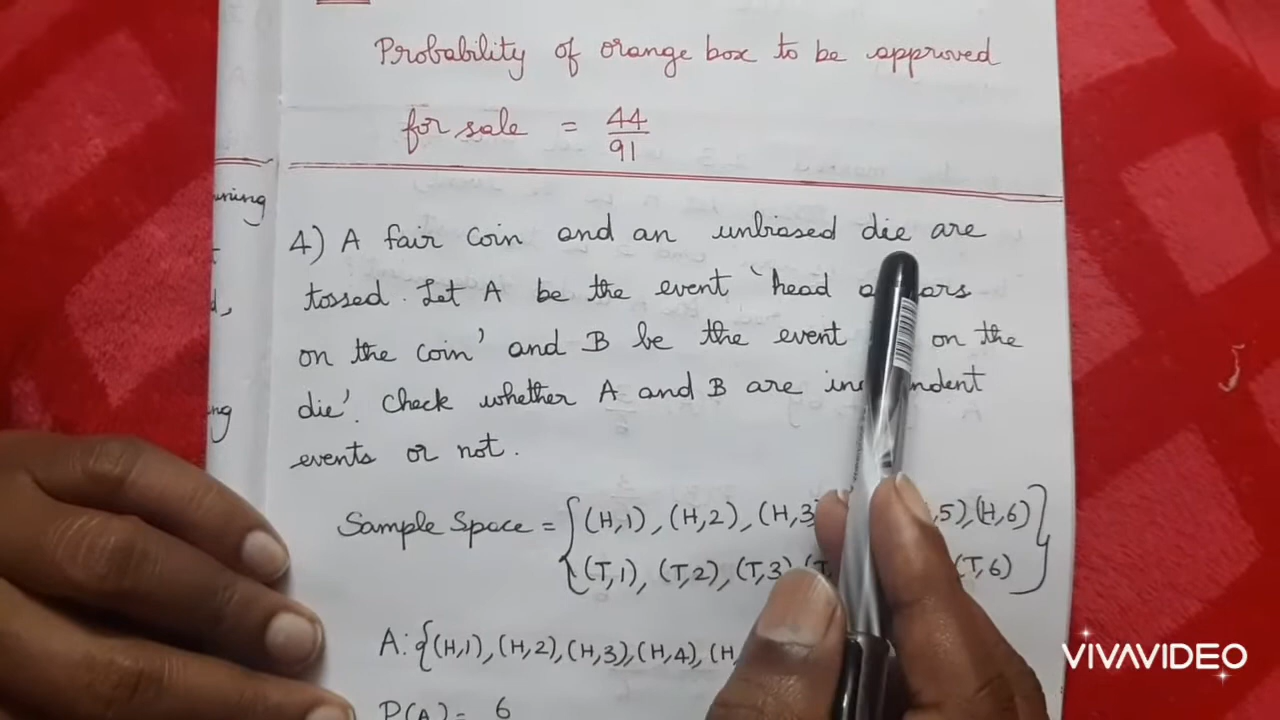 Probability of orange box to be approved
for sale = 44/91
4) A fair coin and an unbiased die are
tossed. Let A be the event 'head
on the coin' and B be the event on the
die'. Check whether A and B are
events or not.
Sample Space = { (H,1), (H,2), (H,3 ,5), (H,6) }
(T,1), (T,2), (T,3) (T, (T,6)
A: {(H,1), (H,2), (H,3), (H,4), (H,
P(A) = 6
VIVAVIDEO